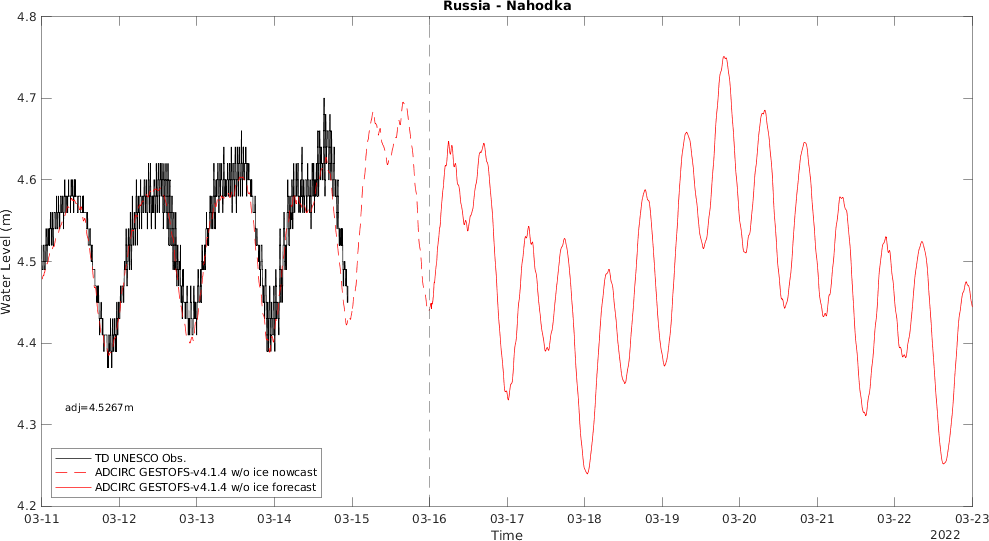 Russia - Nahodka
4.8
4.7
4.6
4.5
4.4
4.3
4.2
Water Level (m)
adj=4.5267m
TD UNESCO Obs.
ADCIRC GESTOFS-v4.1.4 w/o ice nowcast
ADCIRC GESTOFS-v4.1.4 w/o ice forecast
03-11 03-12 03-13 03-14 03-15 03-16 03-17 03-18 03-19 03-20 03-21 03-22 03-23
Time
2022